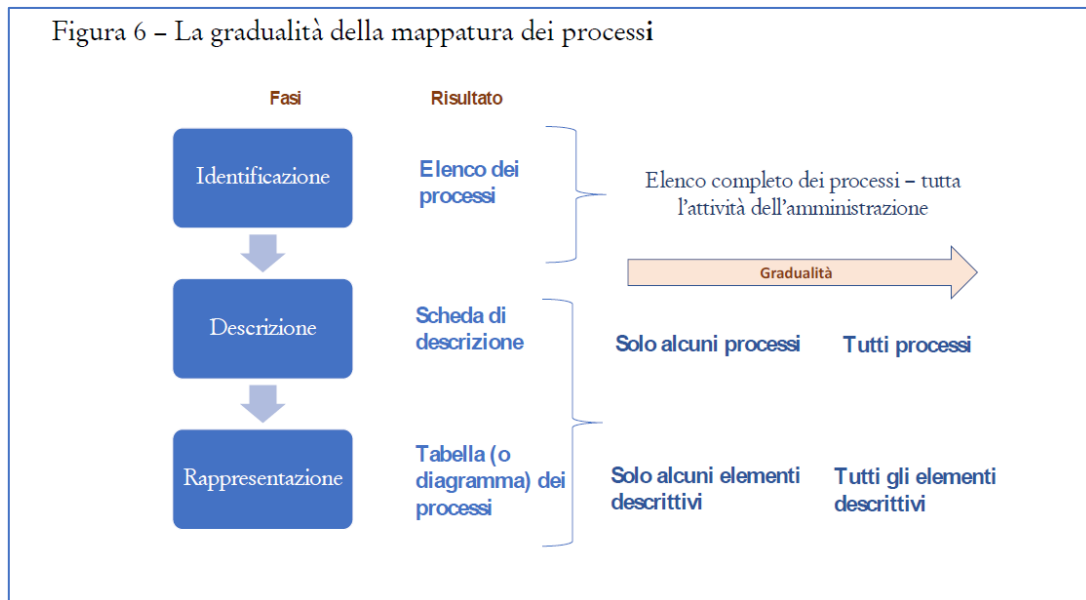 Figura 6 – La gradualità della mappatura dei processi
Fasi
Risultato
Identificazione
Elenco dei
processi
Elenco completo dei processi – tutta
l'attività dell'amministrazione
Gradualità
Descrizione
Scheda di
descrizione
Solo alcuni processi
Tutti processi
Rappresentazione
Tabella (o
diagramma) dei
processi
Solo alcuni elementi
descrittivi
Tutti gli elementi
descrittivi